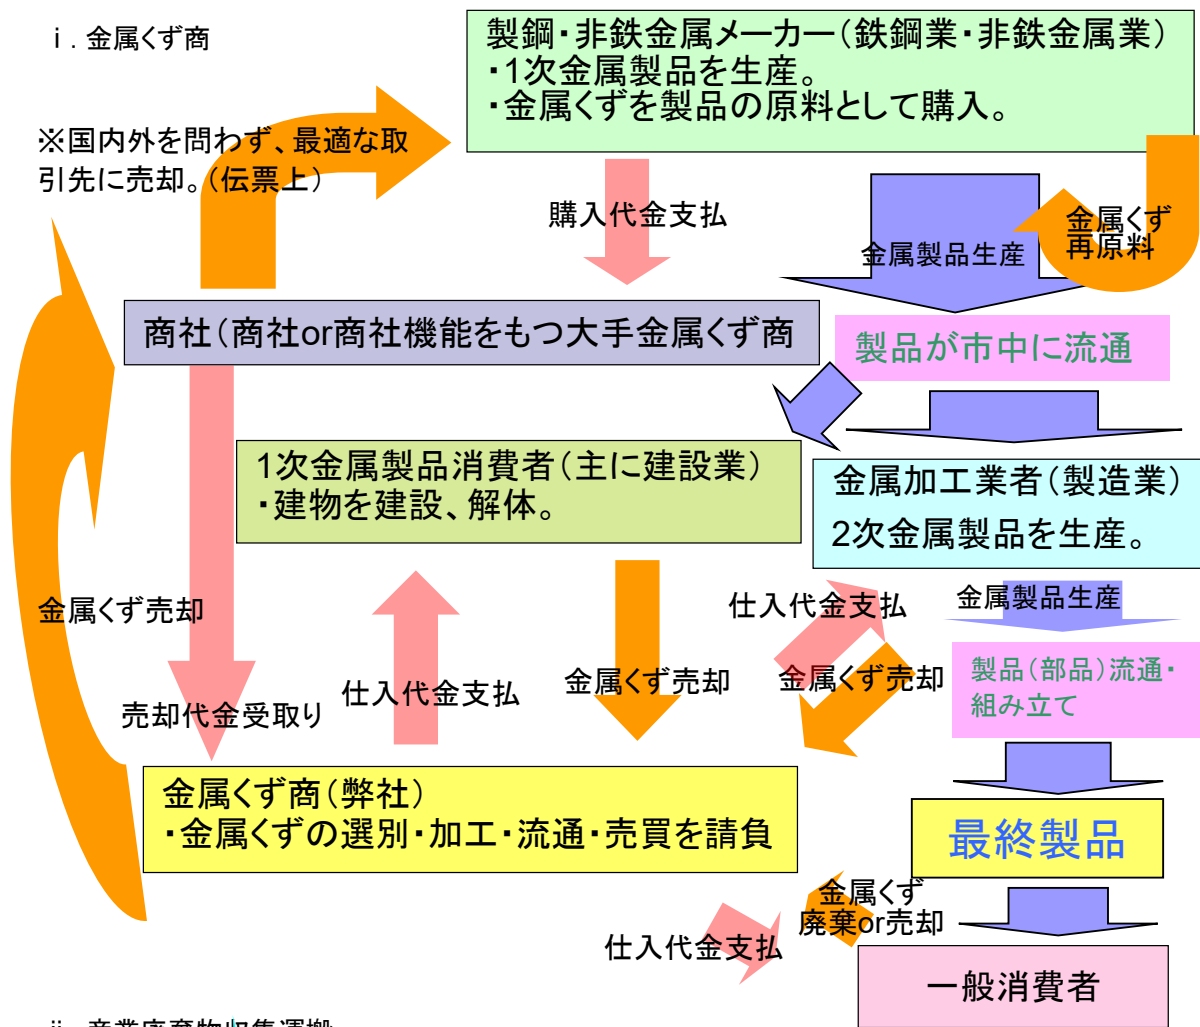 ⅰ．金属くず商
製鋼・非鉄金属メーカー（鉄鋼業・非鉄金属業）
・1次金属製品を生産。
・金属くずを製品の原料として購入。
※国内外を問わず、最適な取
引先に売却。（伝票上）
購入代金支払
金属くず
再原料
金属製品生産
商社（商社or商社機能をもつ大手金属くず商
製品が市中に流通
1次金属製品消費者（主に建設業）
・建物を建設、解体。
金属加工業者（製造業）
2次金属製品を生産。
金属くず売却
仕入代金支払
金属製品生産
売却代金受取り
仕入代金支払
金属くず売却
金属くず売却
製品（部品）流通・
組み立て
金属くず商（弊社）
・金属くずの選別・加工・流通・売買を請負
最終製品
金属くず
廃棄or売却
仕入代金支払
一般消費者
ⅱ．産業廃棄物収集運搬